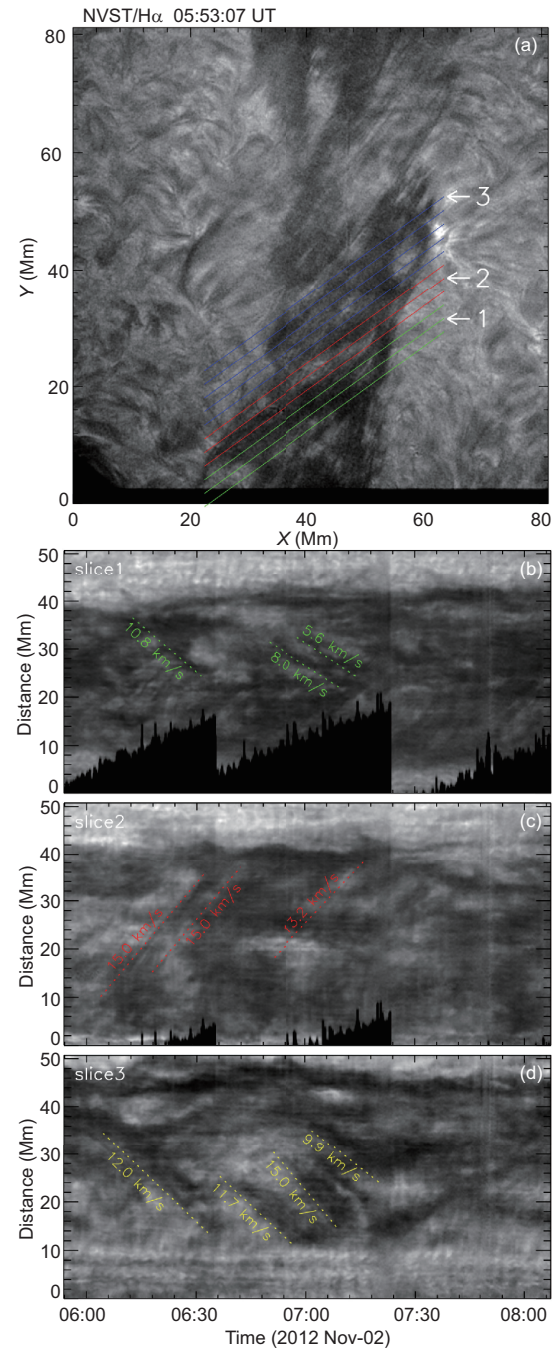 NVST/Hα 05:53:07 UT
(a)
80
60
40
20
0
Y (Mm)
3
2
1
0 20 40 60 80
X (Mm)
slice1
(b)
50
40
30
20
10
0
Distance (Mm)
10.8 km/s
5.6 km/s
8.0 km/s
slice2
(c)
50
40
30
20
10
0
Distance (Mm)
15.0 km/s
13.2 km/s
slice3
(d)
50
40
30
20
10
0
Distance (Mm)
12.0 km/s
11.7 km/s
15.0 km/s
9.9 km/s
06:00 06:30 07:00 07:30 08:00
Time (2012 Nov-02)